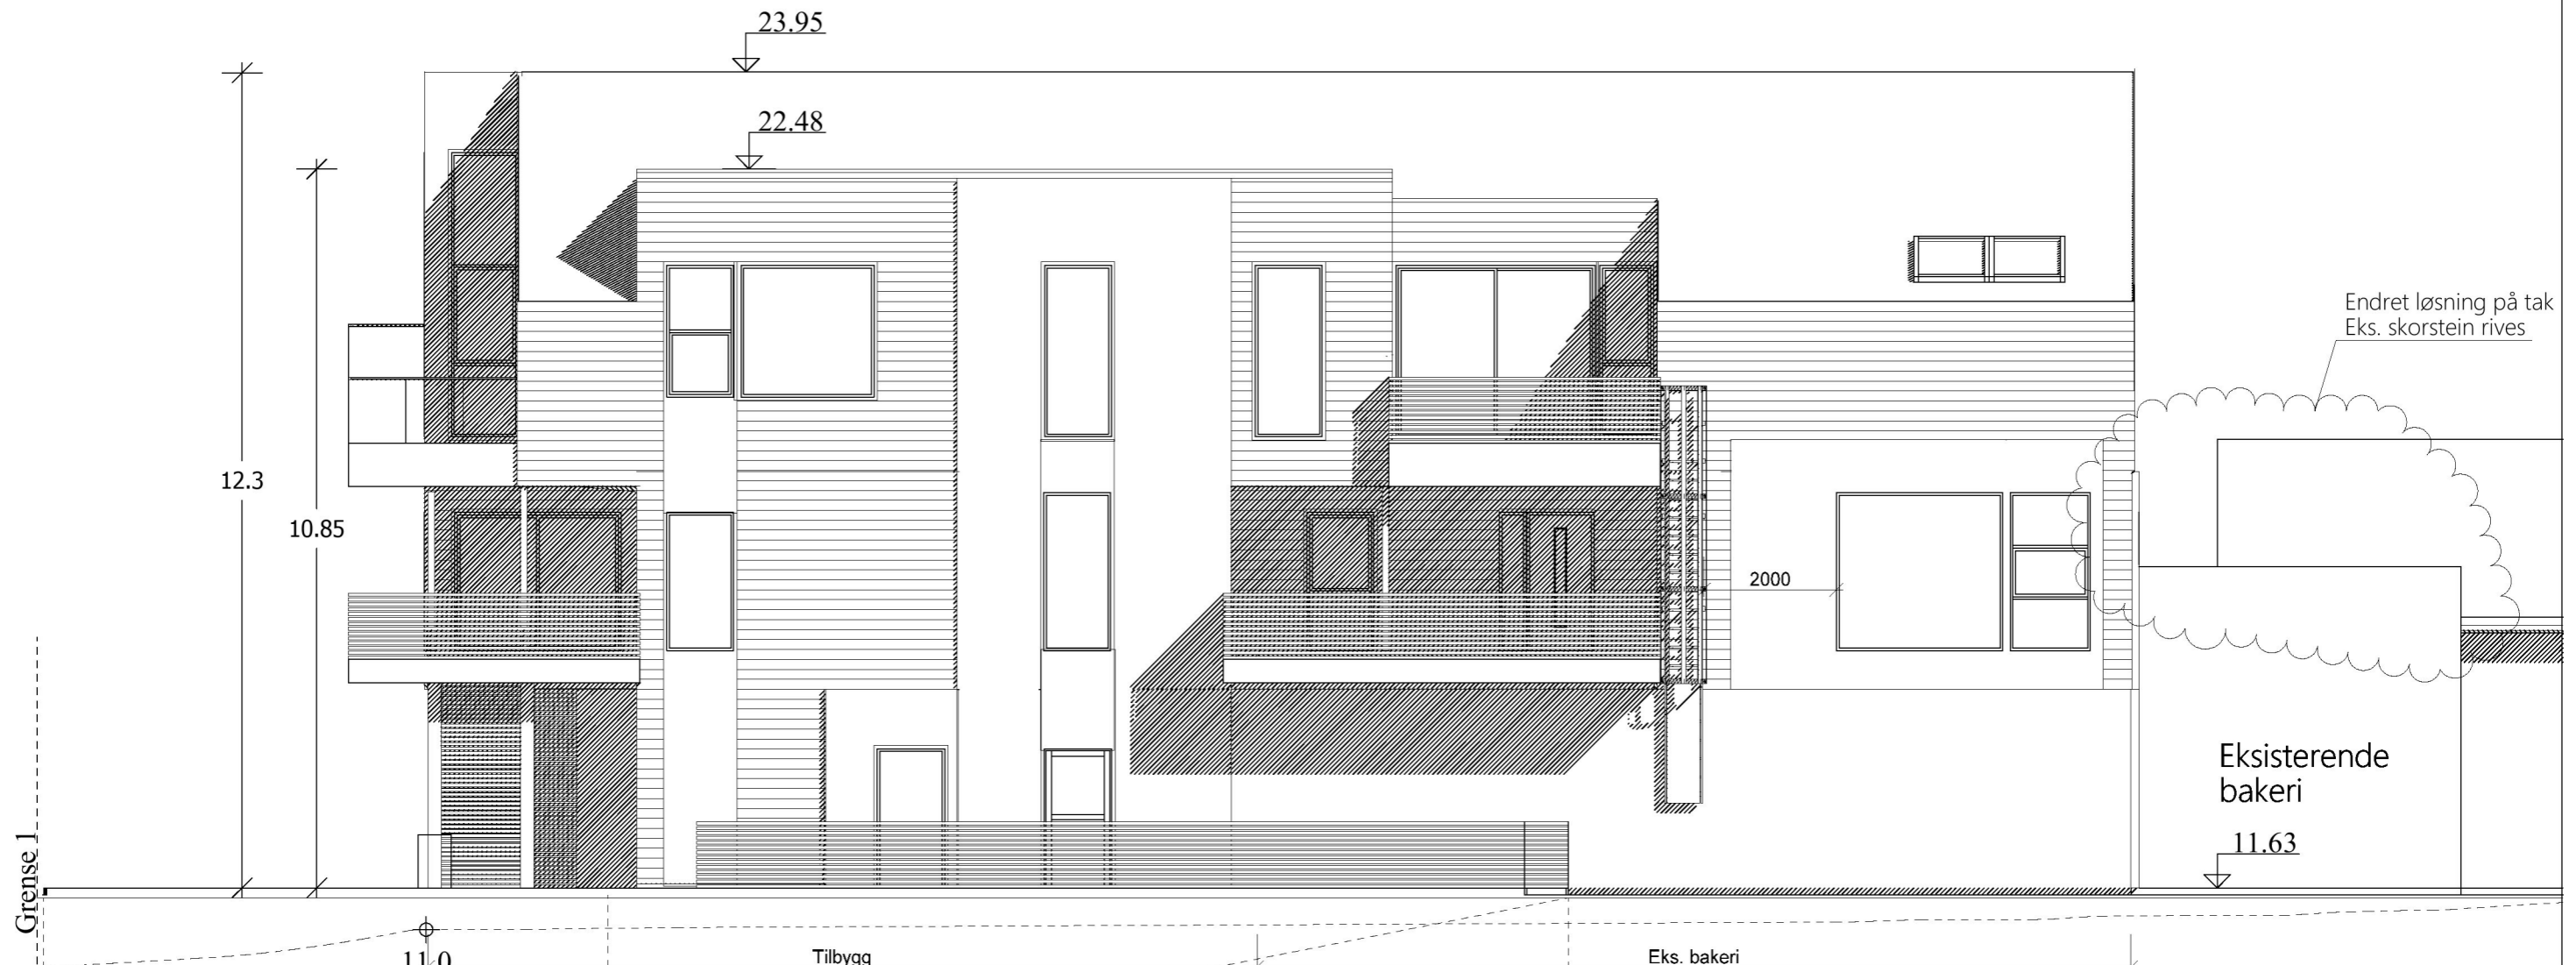 23.95
22.48
Endret løsning på tak
Eks. skorstein rives
12.3
10.85
2000
Eksisterende
bakeri
11.63
Grense 1
11.0
Tilbygg
Eks. bakeri